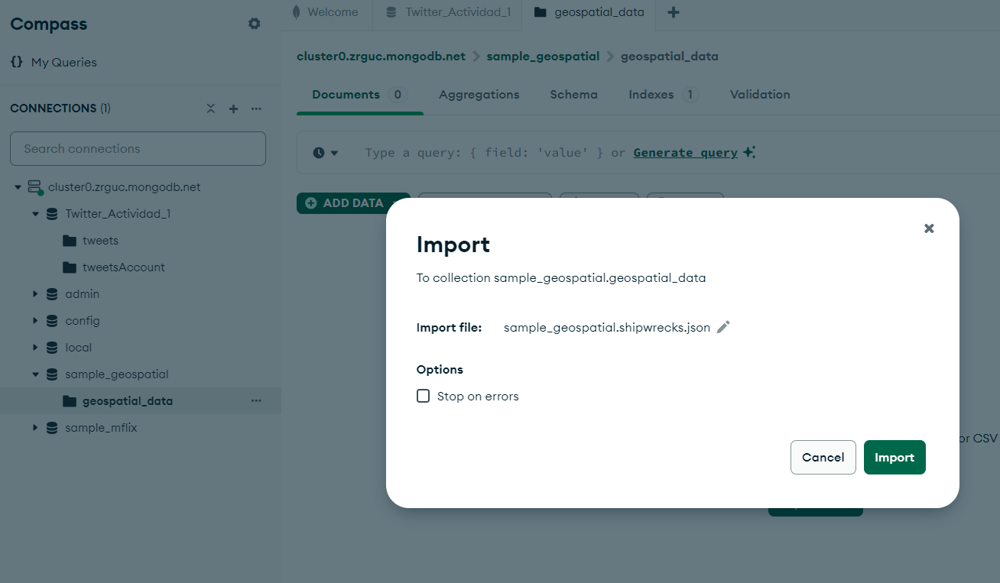 Compass
My Queries
CONNECTIONS (1)
Search connections
cluster0.zrguc.mongodb.net
Twitter_Actividad_1
tweets
tweetsAccount
admin
config
local
sample_geospatial
geospatial_data
sample_mflix
Welcome
Twitter_Actividad_1
geospatial_data
cluster0.zrguc.mongodb.net > sample_geospatial > geospatial_data
Documents 0 Aggregations Schema Indexes 1 Validation
Type a query: { field: 'value' } or Generate query
ADD DATA
Import
To collection sample_geospatial.geospatial_data
Import file: sample_geospatial.shipwrecks.json
Options
Stop on errors
or CSV
Cancel Import